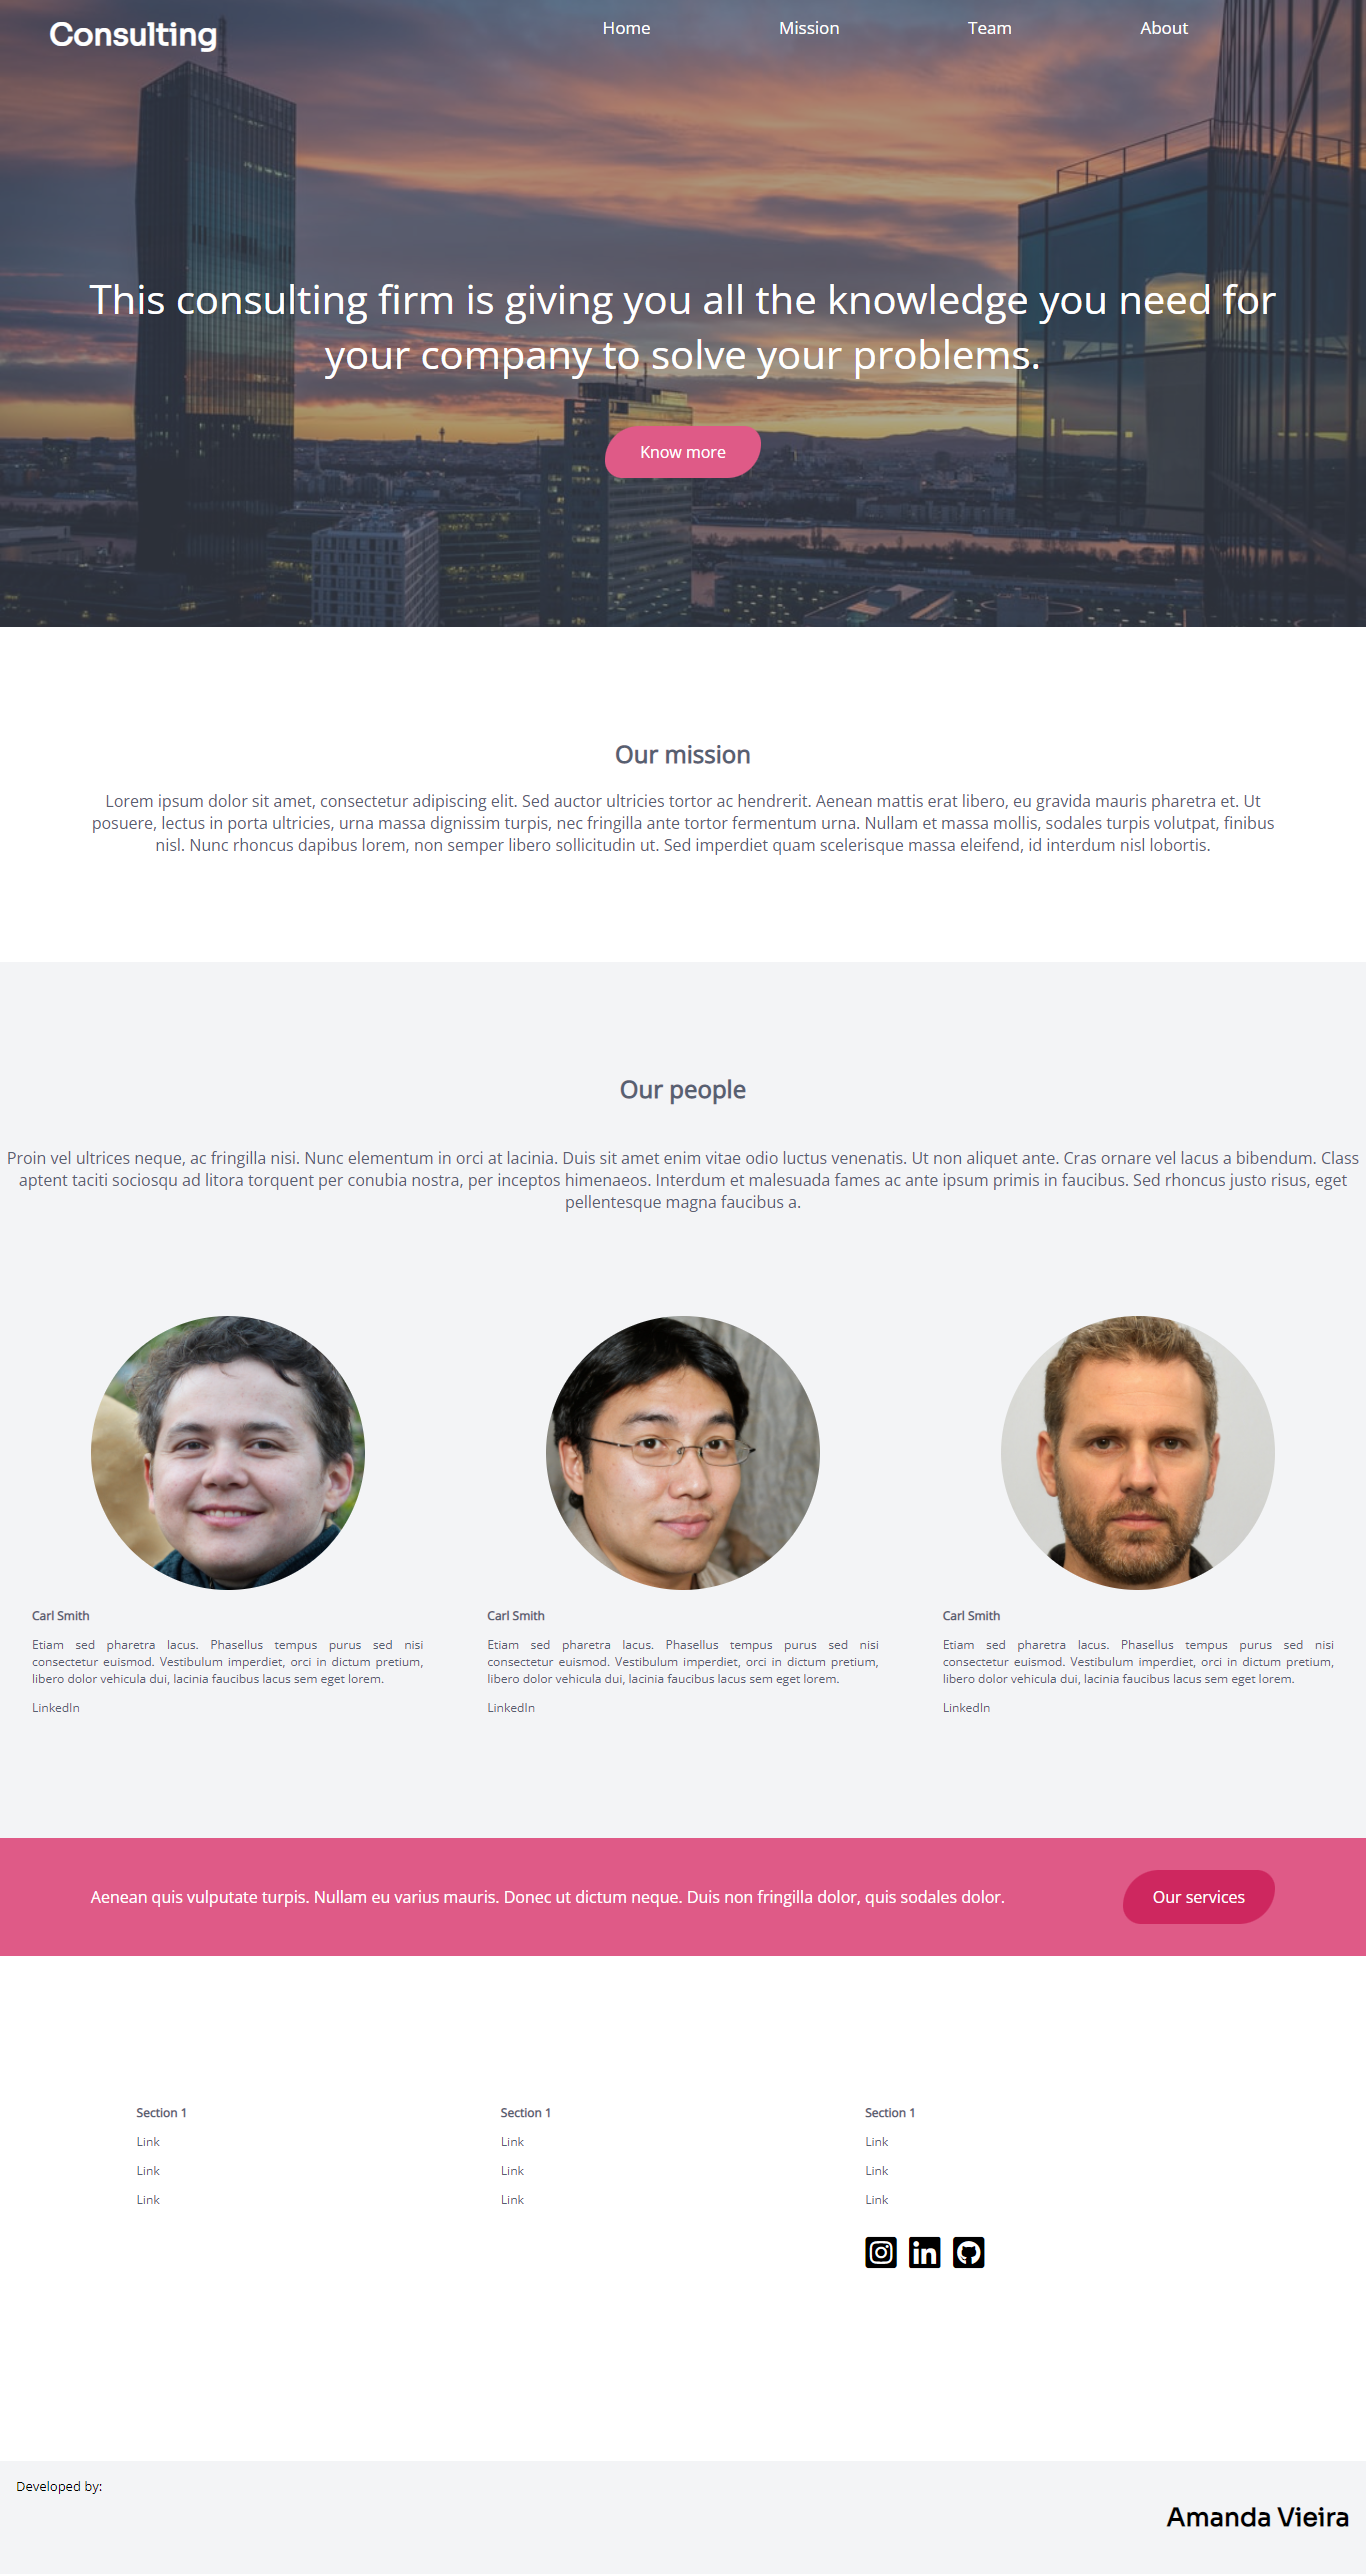 Consulting
Home
Mission
Team
About
This consulting firm is giving you all the knowledge you need for
your company to solve your problems.
Know more
Our mission
Lorem ipsum dolor sit amet, consectetur adipiscing elit. Sed auctor ultricies tortor ac hendrerit. Aenean mattis erat libero, eu gravida mauris pharetra et. Ut
posuere, lectus in porta ultricies, urna massa dignissim turpis, nec fringilla ante tortor fermentum urna. Nullam et massa mollis, sodales turpis volutpat, finibus
nisl. Nunc rhoncus dapibus lorem, non semper libero sollicitudin ut. Sed imperdiet quam scelerisque massa eleifend, id interdum nisl lobortis.
Our people
Proin vel ultrices neque, ac fringilla nisi. Nunc elementum in orci at lacinia. Duis sit amet enim vitae odio luctus venenatis. Ut non aliquet ante. Cras ornare vel lacus a bibendum. Class
aptent taciti sociosqu ad litora torquent per conubia nostra, per inceptos himenaeos. Interdum et malesuada fames ac ante ipsum primis in faucibus. Sed rhoncus justo risus, eget
pellentesque magna faucibus a.
Carl Smith
Etiam sed pharetra lacus. Phasellus tempus purus sed nisi
consectetur euismod. Vestibulum imperdiet, orci in dictum pretium,
libero dolor vehicula dui, lacinia faucibus lacus sem eget lorem.
LinkedIn
Carl Smith
Etiam sed pharetra lacus. Phasellus tempus purus sed nisi
consectetur euismod. Vestibulum imperdiet, orci in dictum pretium,
libero dolor vehicula dui, lacinia faucibus lacus sem eget lorem.
LinkedIn
Carl Smith
Etiam sed pharetra lacus. Phasellus tempus purus sed nisi
consectetur euismod. Vestibulum imperdiet, orci in dictum pretium,
libero dolor vehicula dui, lacinia faucibus lacus sem eget lorem.
LinkedIn
Aenean quis vulputate turpis. Nullam eu varius mauris. Donec ut dictum neque. Duis non fringilla dolor, quis sodales dolor.
Our services
Section 1
Link
Link
Link
Section 1
Link
Link
Link
Section 1
Link
Link
Link
in
Developed by:
Amanda Vieira